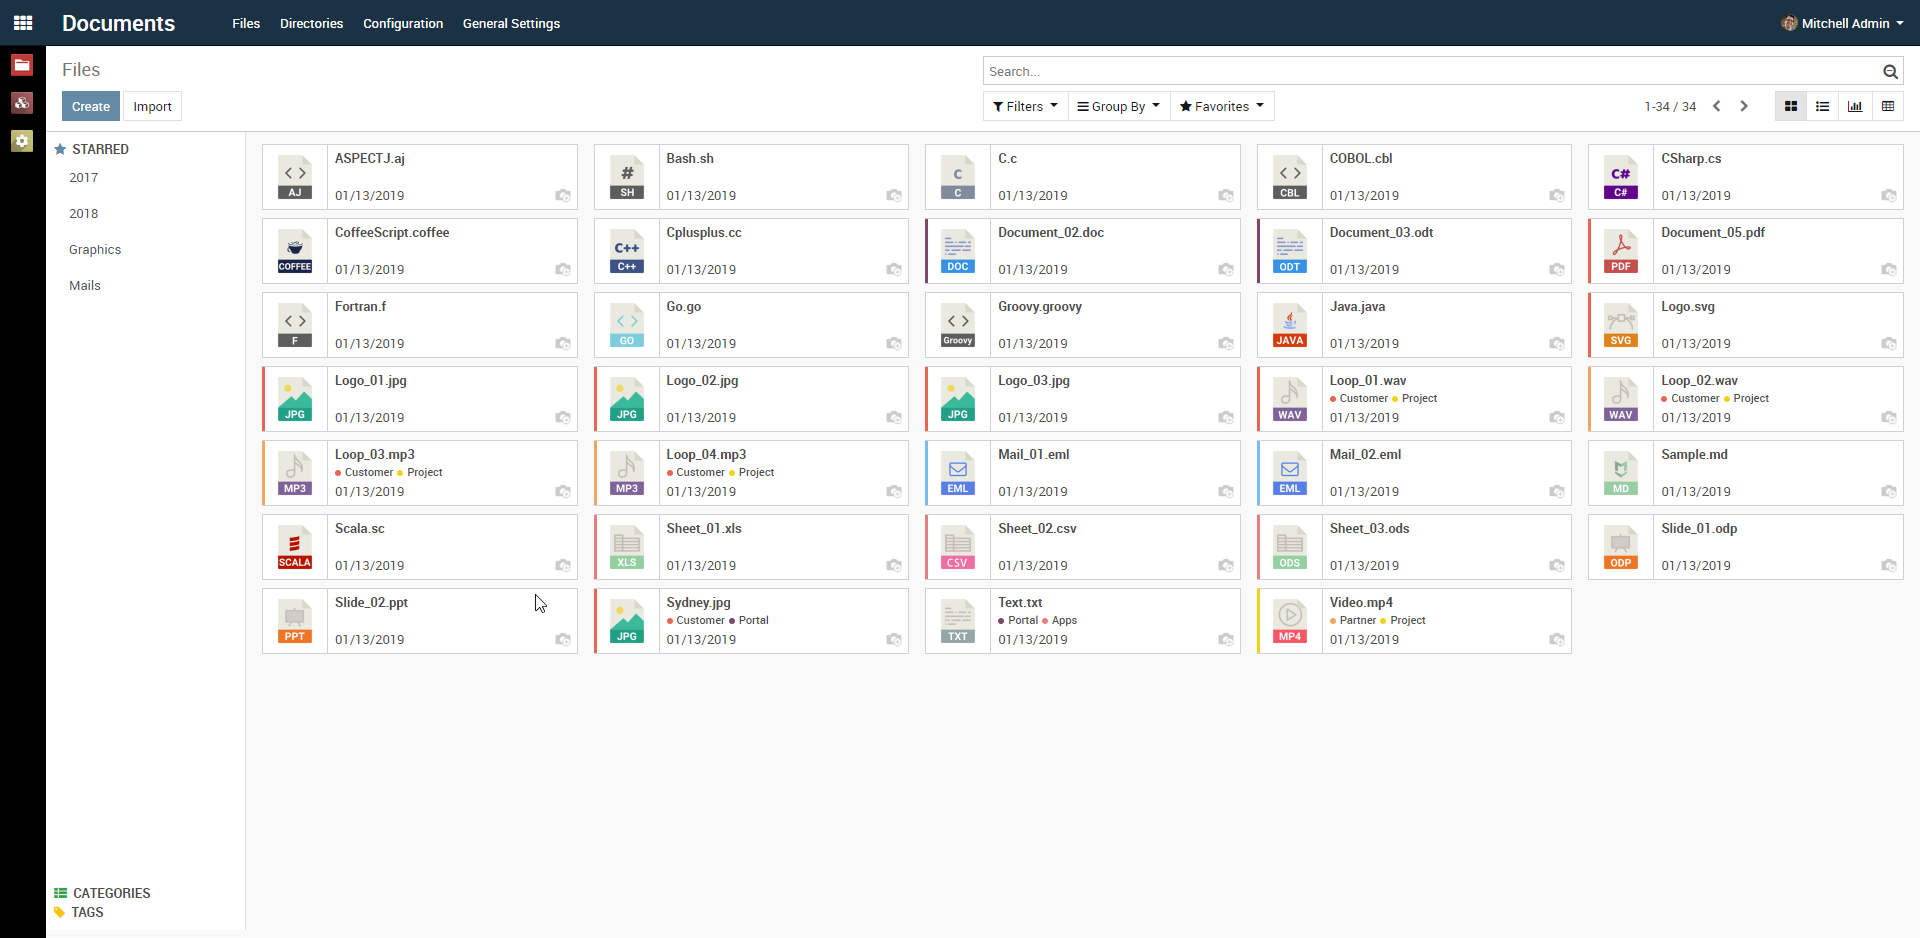 Documents Files Directories Configuration General Settings Mitchell Admin
Files
Search...
Create Import
Filters Group By Favorites 1-34 / 34
STARRED
2017
2018
Graphics
Mails
CATEGORIES
TAGS
ASPECTJ.aj
AJ
01/13/2019
Bash.sh
#
SH
01/13/2019
C.c
C
C
01/13/2019
COBOL.cbl
CBL
01/13/2019
CSharp.cs
C#
C#
01/13/2019
CoffeeScript.coffee
COFFEE
01/13/2019
Cplusplus.cc
C++
C++
01/13/2019
Document_02.doc
DOC
01/13/2019
Document_03.odt
ODT
01/13/2019
Document_05.pdf
PDF
01/13/2019
Fortran.f
F
01/13/2019
Go.go
GO
01/13/2019
Groovy.groovy
Groovy
01/13/2019
Java.java
JAVA
01/13/2019
Logo.svg
SVG
01/13/2019
Logo_01.jpg
JPG
01/13/2019
Logo_02.jpg
JPG
01/13/2019
Logo_03.jpg
JPG
01/13/2019
Loop_01.wav
Customer Project
WAV
01/13/2019
Loop_02.wav
Customer Project
WAV
01/13/2019
Loop_03.mp3
Customer Project
MP3
01/13/2019
Loop_04.mp3
Customer Project
MP3
01/13/2019
Mail_01.eml
EML
01/13/2019
Mail_02.eml
EML
01/13/2019
Sample.md
MD
01/13/2019
Scala.sc
SCALA
01/13/2019
Sheet_01.xls
XLS
01/13/2019
Sheet_02.csv
CSV
01/13/2019
Sheet_03.ods
ODS
01/13/2019
Slide_01.odp
ODP
01/13/2019
Slide_02.ppt
PPT
01/13/2019
Sydney.jpg
Customer Portal
JPG
01/13/2019
Text.txt
Portal Apps
TXT
01/13/2019
Video.mp4
Partner Project
MP4
01/13/2019